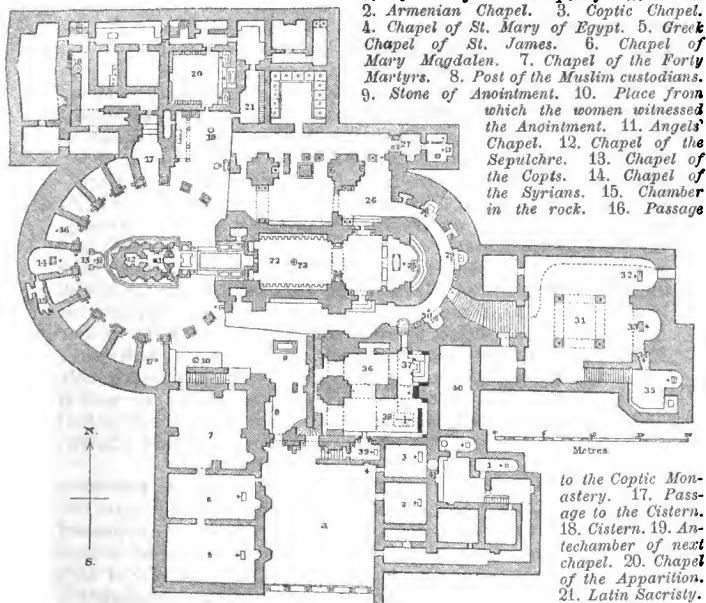 2. Armenian Chapel. 3. Coptic Chapel.
4. Chapel of St. Mary of Egypt. 5. Greek
Chapel of St. James. 6. Chapel of
Mary Magdalen. 7. Chapel of the Forty
Martyrs. 8. Post of the Muslim custodians.
9. Stone of Anointment. 10. Place from
which the women witnessed
the Anointment. 11. Angels'
Chapel. 12. Chapel of the
Sepulchre. 13. Chapel of
the Copts. 14. Chapel of
the Syrians. 15. Chamber
in the rock. 16. Passage
20
21
17
27
26
16
14
13
12
22
23
32
31
33
35
10
9
36
37
40
7
8
38
39
3
4
1
6
2
a
5
N.
S.
Metres
to the Coptic Mon-
astery. 17. Pass-
age to the Cistern.
18. Cistern. 19. An-
techamber of next
chapel. 20. Chapel
of the Apparition.
21. Latin Sacristy.